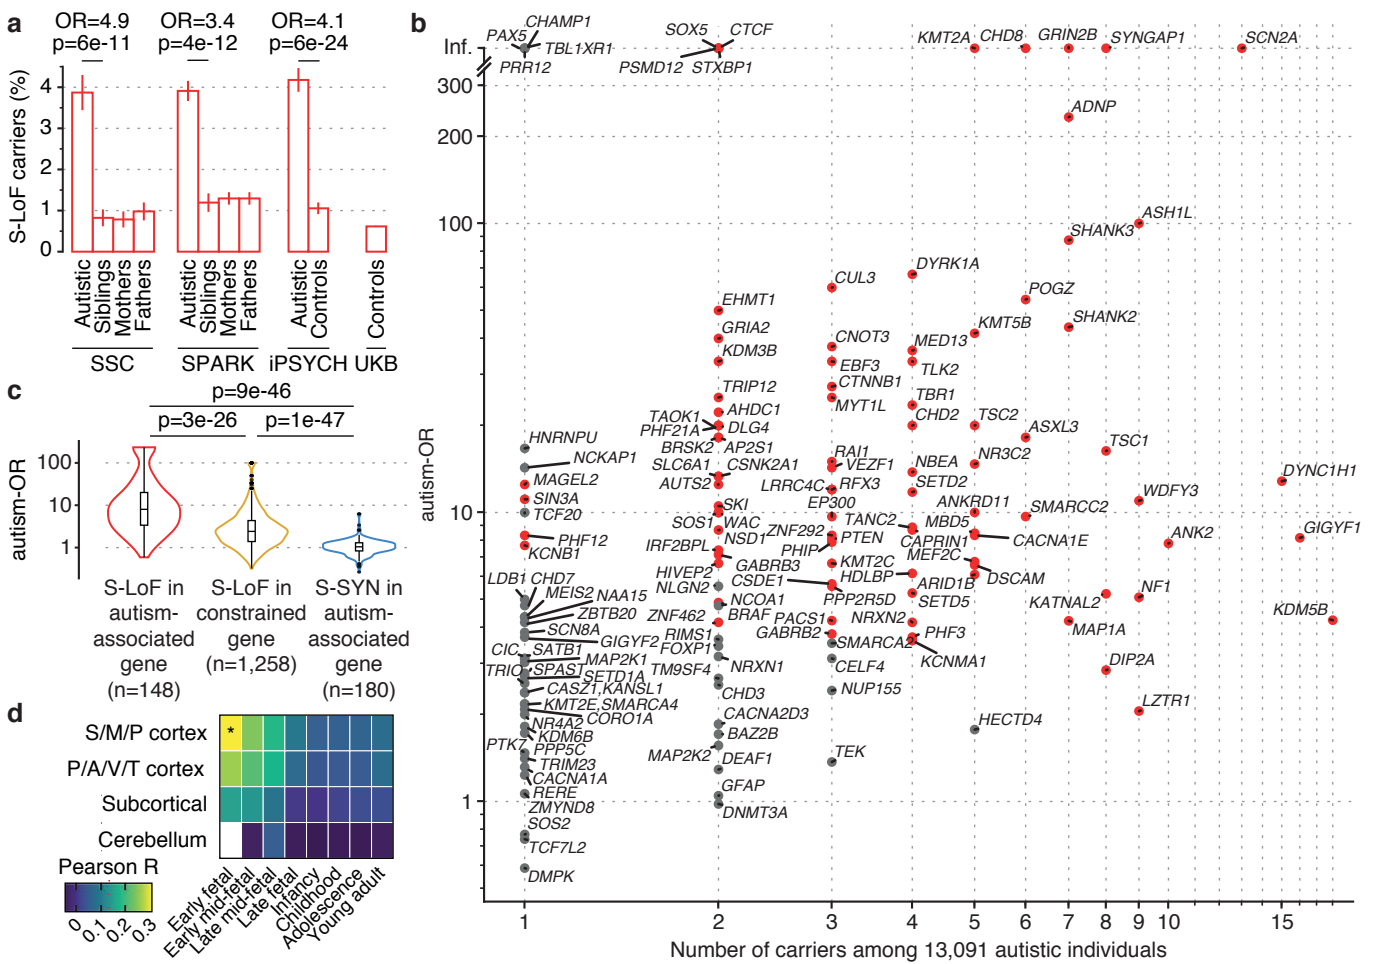 a
OR=4.9 OR=3.4 OR=4.1
p=6e-11 p=4e-12 p=6e-24
S-LoF carriers (%)
4
3
2
1
0
Autistic
Siblings
Mothers
Fathers
Autistic
Siblings
Mothers
Fathers
Autistic
Controls
Controls
SSC SPARK iPSYCH UKB
c
p=9e-46
p=3e-26 p=1e-47
autism-OR
100
10
1
S-LoF in autism-associated gene (n=148)
S-LoF in constrained gene (n=1,258)
S-SYN in autism-associated gene (n=180)
d
S/M/P cortex
*
P/A/V/T cortex
Subcortical
Cerebellum
Pearson R
0 0.1 0.2 0.3
Early fetal
Early mid-fetal
Late mid-fetal
Late fetal
Infancy
Childhood
Adolescence
Young adult
b
autism-OR
Inf.
300
200
100
10
1
CHAMP1
PAX5
TBL1XR1
PRR12
SOX5 CTCF
PSMD12 STXBP1
KMT2A CHD8 GRIN2B SYNGAP1 SCN2A
ADNP
ASH1L
SHANK3
DYRK1A
CUL3
POGZ
EHMT1
SHANK2
KMT5B
GRIA2
CNOT3
MED13
KDM3B
EBF3
TLK2
CTNNB1
TRIP12
MYT1L
TBR1
AHDC1
TAOK1
CHD2
TSC2
DLG4
PHF21A
ASXL3
HNRNPU
BRSK2 AP2S1
TSC1
RAI1
NCKAP1
SLC6A1 CSNK2A1
VEZF1
NBEA
NR3C2
DYNC1H1
MAGEL2
AUTS2
LRRC4C RFX3
SETD2
WDFY3
SIN3A
SKI
EP300
ANKRD11
SMARCC2
TCF20
SOS1 WAC
TANC2
MBD5
ANK2
GIGYF1
PHF12
NSD1
ZNF292
PTEN
CAPRIN1
CACNA1E
KCNB1
IRF2BPL
PHIP
MEF2C
GABRB3
KMT2C
LDB1 CHD7
HIVEP2
CSDE1
HDLBP
DSCAM
MEIS2
NLGN2
ARID1B
NF1
NAA15
NCOA1
PPP2R5D
SETD5
KATNAL2
ZBTB20
ZNF462
BRAF
PACS1
NRXN2
KDM5B
SCN8A
RIMS1
GABRB2
PHF3
MAP1A
GIGYF2
FOXP1
SMARCA2
CIC SATB1
MAP2K1
NRXN1
CELF4
KCNMA1
DIP2A
TRIO SPAST
SETD1A
TM9SF4
NUP155
CASZ1,KANSL1
CHD3
LZTR1
KMT2E,SMARCA4
CORO1A
CACNA2D3
HECTD4
NR4A2
KDM6B
BAZ2B
PTK7
PPP5C
MAP2K2
DEAF1
TEK
TRIM23
CACNA1A
RERE
GFAP
ZMYND8
DNMT3A
SOS2
TCF7L2
DMPK
1 2 3 4 5 6 7 8 9 10 15
Number of carriers among 13,091 autistic individuals